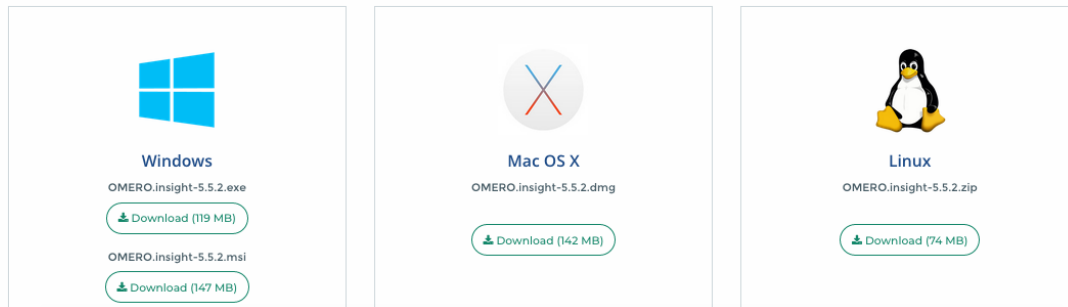 Windows
OMERO.insight-5.5.2.exe
Download (119 MB)
OMERO.insight-5.5.2.msi
Download (147 MB)
Mac OS X
OMERO.insight-5.5.2.dmg
Download (142 MB)
Linux
OMERO.insight-5.5.2.zip
Download (74 MB)